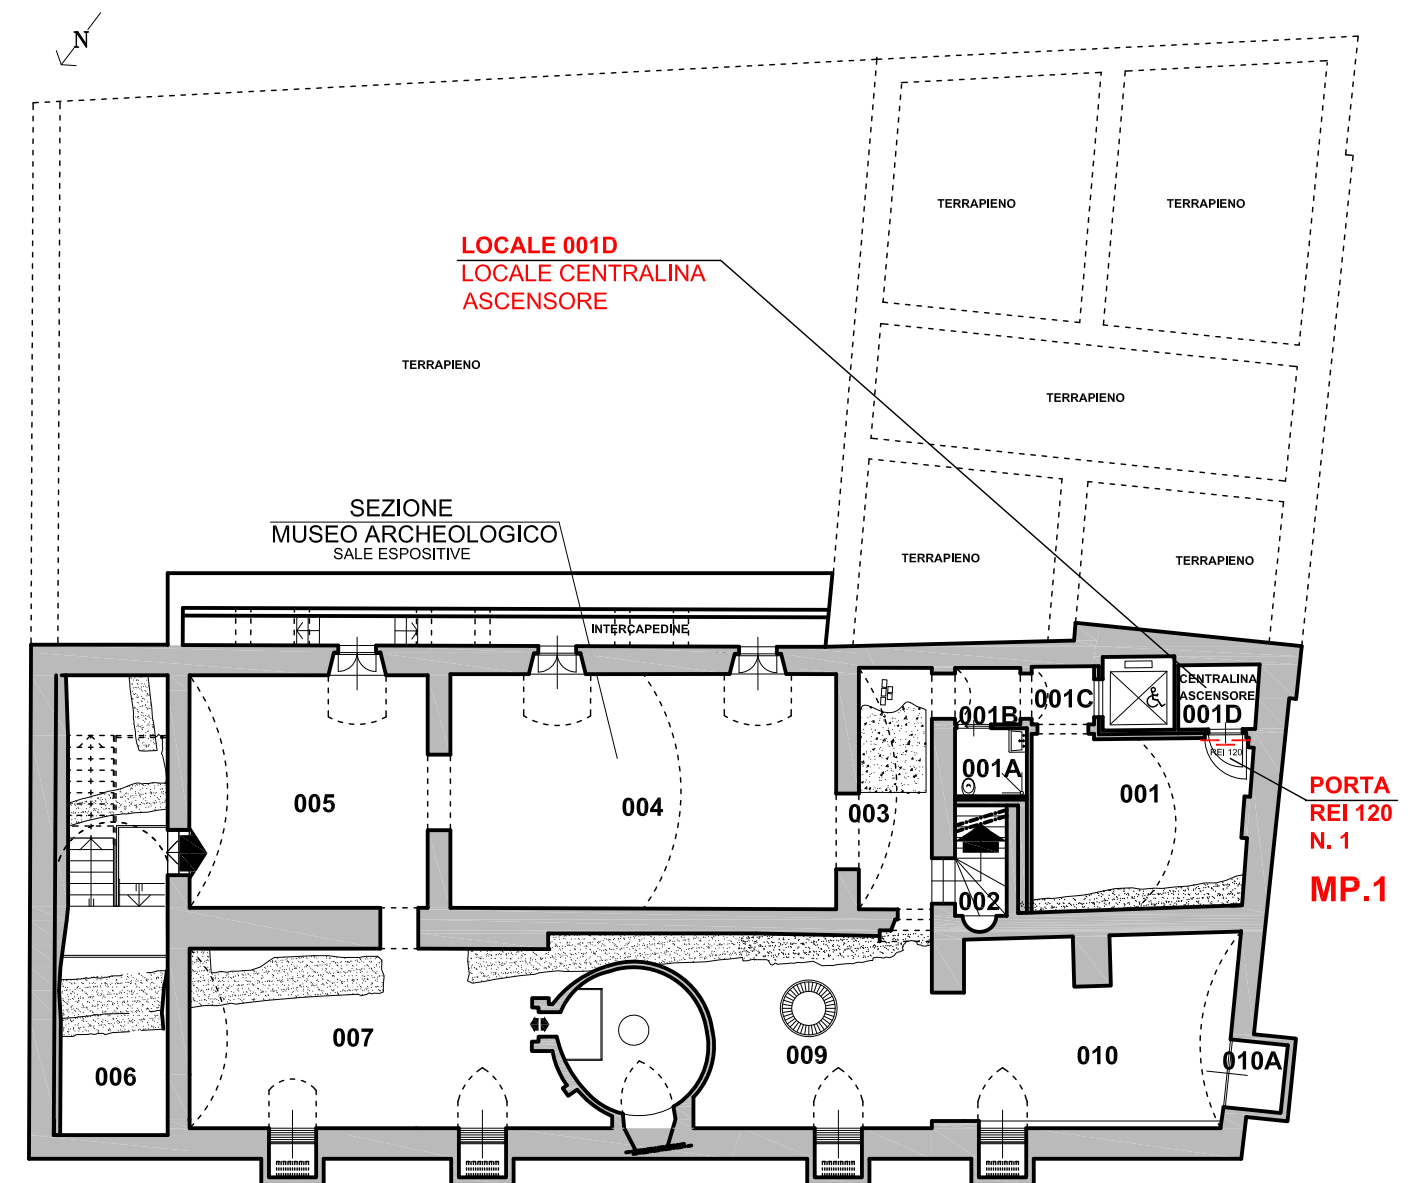 N
TERRAPIENO
TERRAPIENO
LOCALE 001D
LOCALE CENTRALINA
ASCENSORE
TERRAPIENO
TERRAPIENO
SEZIONE
MUSEO ARCHEOLOGICO
SALE ESPOSITIVE
TERRAPIENO
TERRAPIENO
INTERCAPEDINE
CENTRALINA
ASCENSORE
001D
001C
001B
REI 120
001A
001
PORTA
REI 120
N. 1
MP.1
005
004
003
002
007
009
010
010A
006